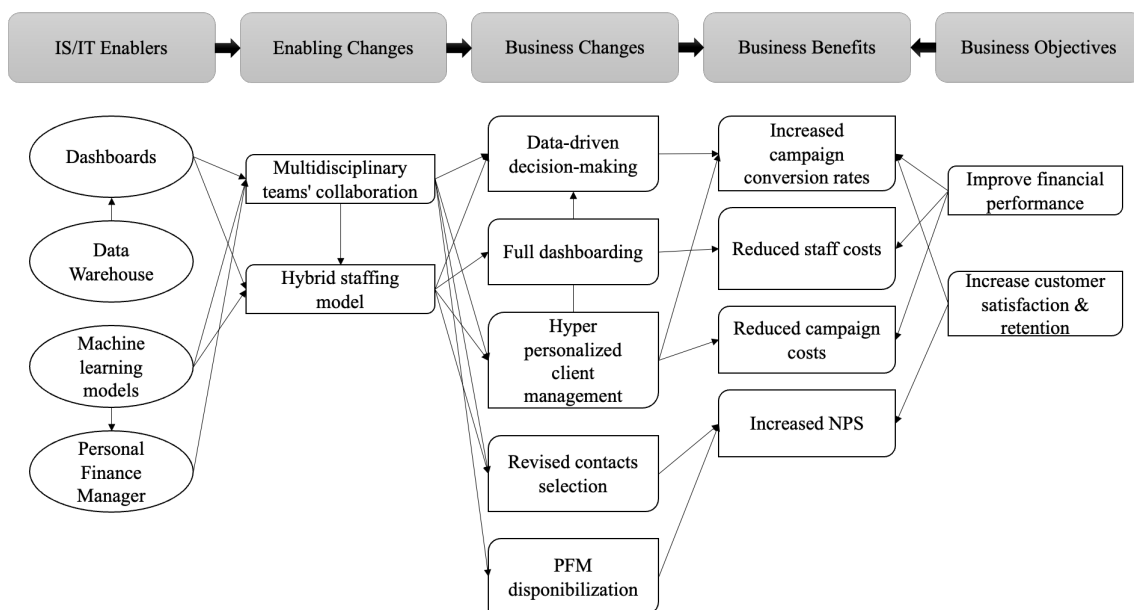 IS/IT Enablers
Enabling Changes
Business Changes
Business Benefits
Business Objectives
Dashboards
Data
Warehouse
Machine
learning
models
Personal
Finance
Manager
Multidisciplinary
teams' collaboration
Hybrid staffing
model
Data-driven
decision-making
Full dashboarding
Hyper
personalized
client
management
Revised contacts
selection
PFM
disponibilization
Increased
campaign
conversion rates
Reduced staff costs
Reduced campaign
costs
Increased NPS
Improve financial
performance
Increase customer
satisfaction &
retention